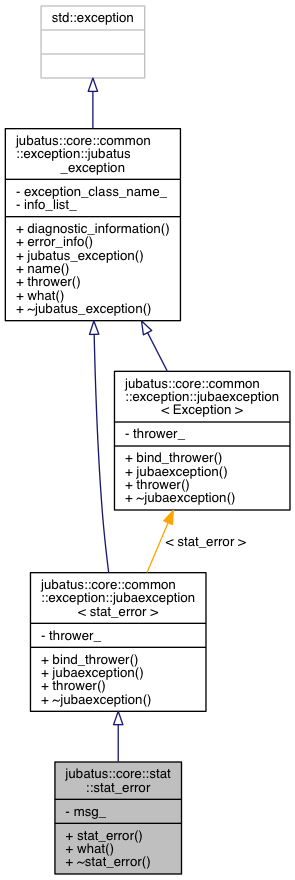 std::exception
jubatus::core::common
::exception::jubatus
_exception
- exception_class_name_
- info_list_
+ diagnostic_information()
+ error_info()
+ jubatus_exception()
+ name()
+ thrower()
+ what()
+ ~jubatus_exception()
jubatus::core::common
::exception::jubaexception
< Exception >
- thrower_
+ bind_thrower()
+ jubaexception()
+ thrower()
+ ~jubaexception()
< stat_error >
jubatus::core::common
::exception::jubaexception
< stat_error >
- thrower_
+ bind_thrower()
+ jubaexception()
+ thrower()
+ ~jubaexception()
jubatus::core::stat
::stat_error
- msg_
+ stat_error()
+ what()
+ ~stat_error()